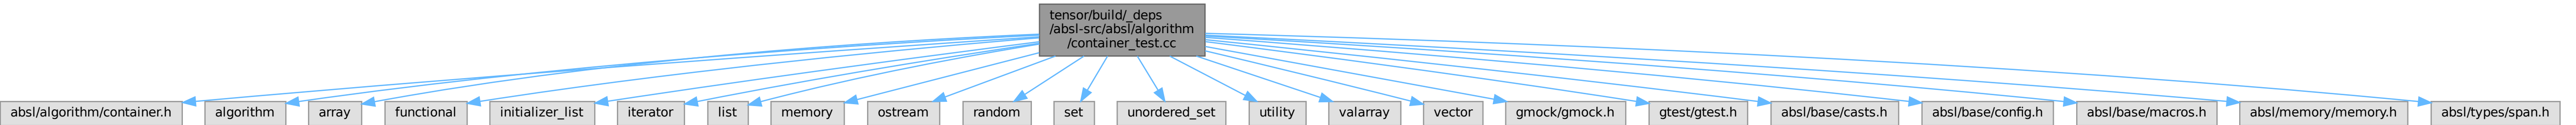 tensor/build/_deps
/absl-src/absl/algorithm
/container_test.cc
absl/algorithm/container.h
algorithm
array
functional
initializer_list
iterator
list
memory
ostream
random
set
unordered_set
utility
valarray
vector
gmock/gmock.h
gtest/gtest.h
absl/base/casts.h
absl/base/config.h
absl/base/macros.h
absl/memory/memory.h
absl/types/span.h